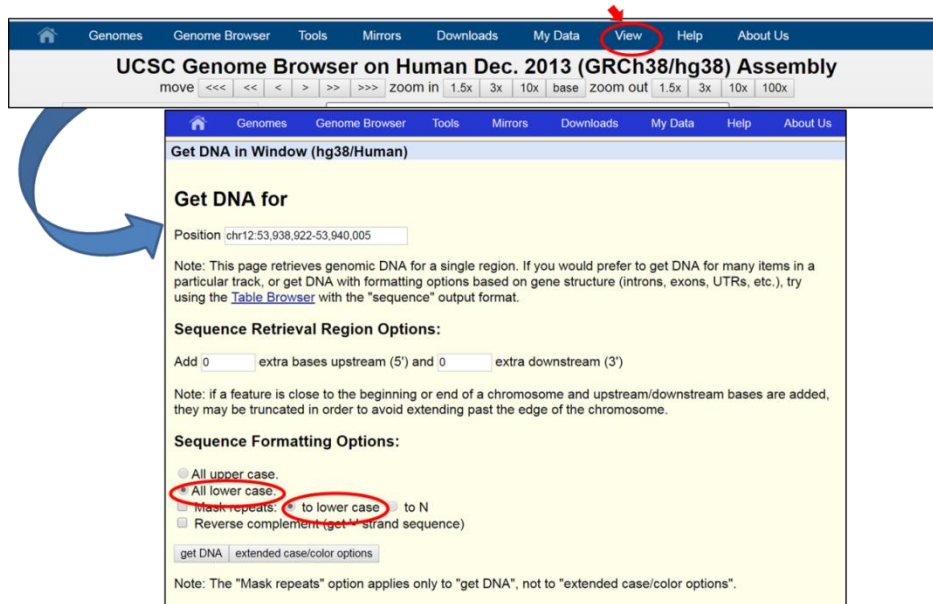 Genomes Genome Browser Tools Mirrors Downloads My Data View Help About Us
UCSC Genome Browser on Human Dec. 2013 (GRCh38/hg38) Assembly
move <<< << < > >> >>> zoom in 1.5x 3x 10x base zoom out 1.5x 3x 10x 100x
Genomes Genome Browser Tools Mirrors Downloads My Data Help About Us
Get DNA in Window (hg38/Human)
Get DNA for
Position chr12:53,938,922-53,940,005
Note: This page retrieves genomic DNA for a single region. If you would prefer to get DNA for many items in a
particular track, or get DNA with formatting options based on gene structure (introns, exons, UTRs, etc.), try
using the Table Browser with the "sequence" output format.
Sequence Retrieval Region Options:
Add 0 extra bases upstream (5') and 0 extra downstream (3')
Note: if a feature is close to the beginning or end of a chromosome and upstream/downstream bases are added,
they may be truncated in order to avoid extending past the edge of the chromosome.
Sequence Formatting Options:
All upper case.
All lower case.
Mask repeats: to lower case to N
Reverse complement (get '-' strand sequence)
get DNA extended case/color options
Note: The "Mask repeats" option applies only to "get DNA", not to "extended case/color options".